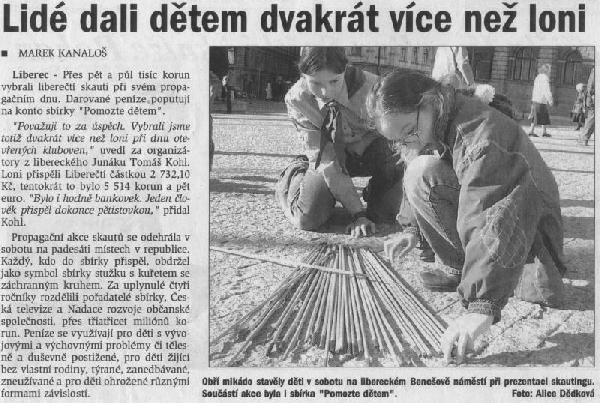 Lidé dali dětem dvakrát více než loni
■ MAREK KANALOŠ
Liberec - Přes pět a půl tisíc korun
vybrali liberečtí skauti při svém propa-
gačním dnu. Darované peníze poputují
na konto sbírky "Pomozte dětem".
"Považuji to za úspěch. Vybrali jsme
totiž dvakrát více než loni při dnu ote-
vřených kluboven," uvedl za organizá-
tory z libereckého Junáku Tomáš Kohl.
Loni přispěli Liberečtí částkou 2 732,10
Kč, tentokrát to bylo 5 514 korun a pět
euro. "Bylo i hodně bankovek. Jeden člo-
věk přispěl dokonce pětistovkou," přidal
Kohl.
Propagační akce skautů se odehrála v
sobotu na padesáti místech v republice.
Každý, kdo do sbírky přispěl, obdržel
jako symbol sbírky stužku s kuřetem se
záchranným kruhem. Za uplynulé čtyři
ročníky rozdělili pořadatelé sbírky, Čes-
ká televize a Nadace rozvoje občanské
společnosti, přes třiatřicet miliónů ko-
run. Peníze se využívají pro děti s vývo-
jovými a výchovnými problémy či těles-
ně a duševně postižené, pro děti žijící
bez vlastní rodiny, týrané, zanedbávané,
zneužívané a pro děti ohrožené různými
formami závislosti.
Obří mikádo stavěly děti v sobotu na libereckém Benešově náměstí při prezentaci skautingu.
Součástí akce byla i sbírka "Pomozte dětem". Foto: Alice Dědková